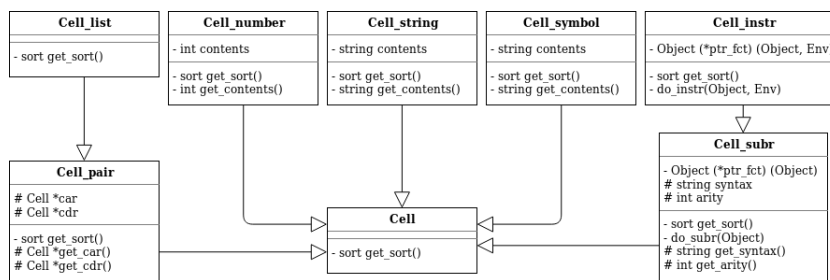 Cell_list
- sort get_sort()
Cell_number
- int contents
- sort get_sort()
- int get_contents()
Cell_string
- string contents
- sort get_sort()
- string get_contents()
Cell_symbol
- string contents
- sort get_sort()
- string get_contents()
Cell_instr
- Object (*ptr_fct) (Object, Env
- sort get_sort()
- do_instr(Object, Env)
Cell_pair
# Cell *car
# Cell *cdr
- sort get_sort()
# Cell *get_car()
# Cell *get_cdr()
Cell
- sort get_sort()
Cell_subr
- Object (*ptr_fct) (Object)
# string syntax
# int arity
- sort get_sort()
- do_subr(Object)
# string get_syntax()
# int get_arity()